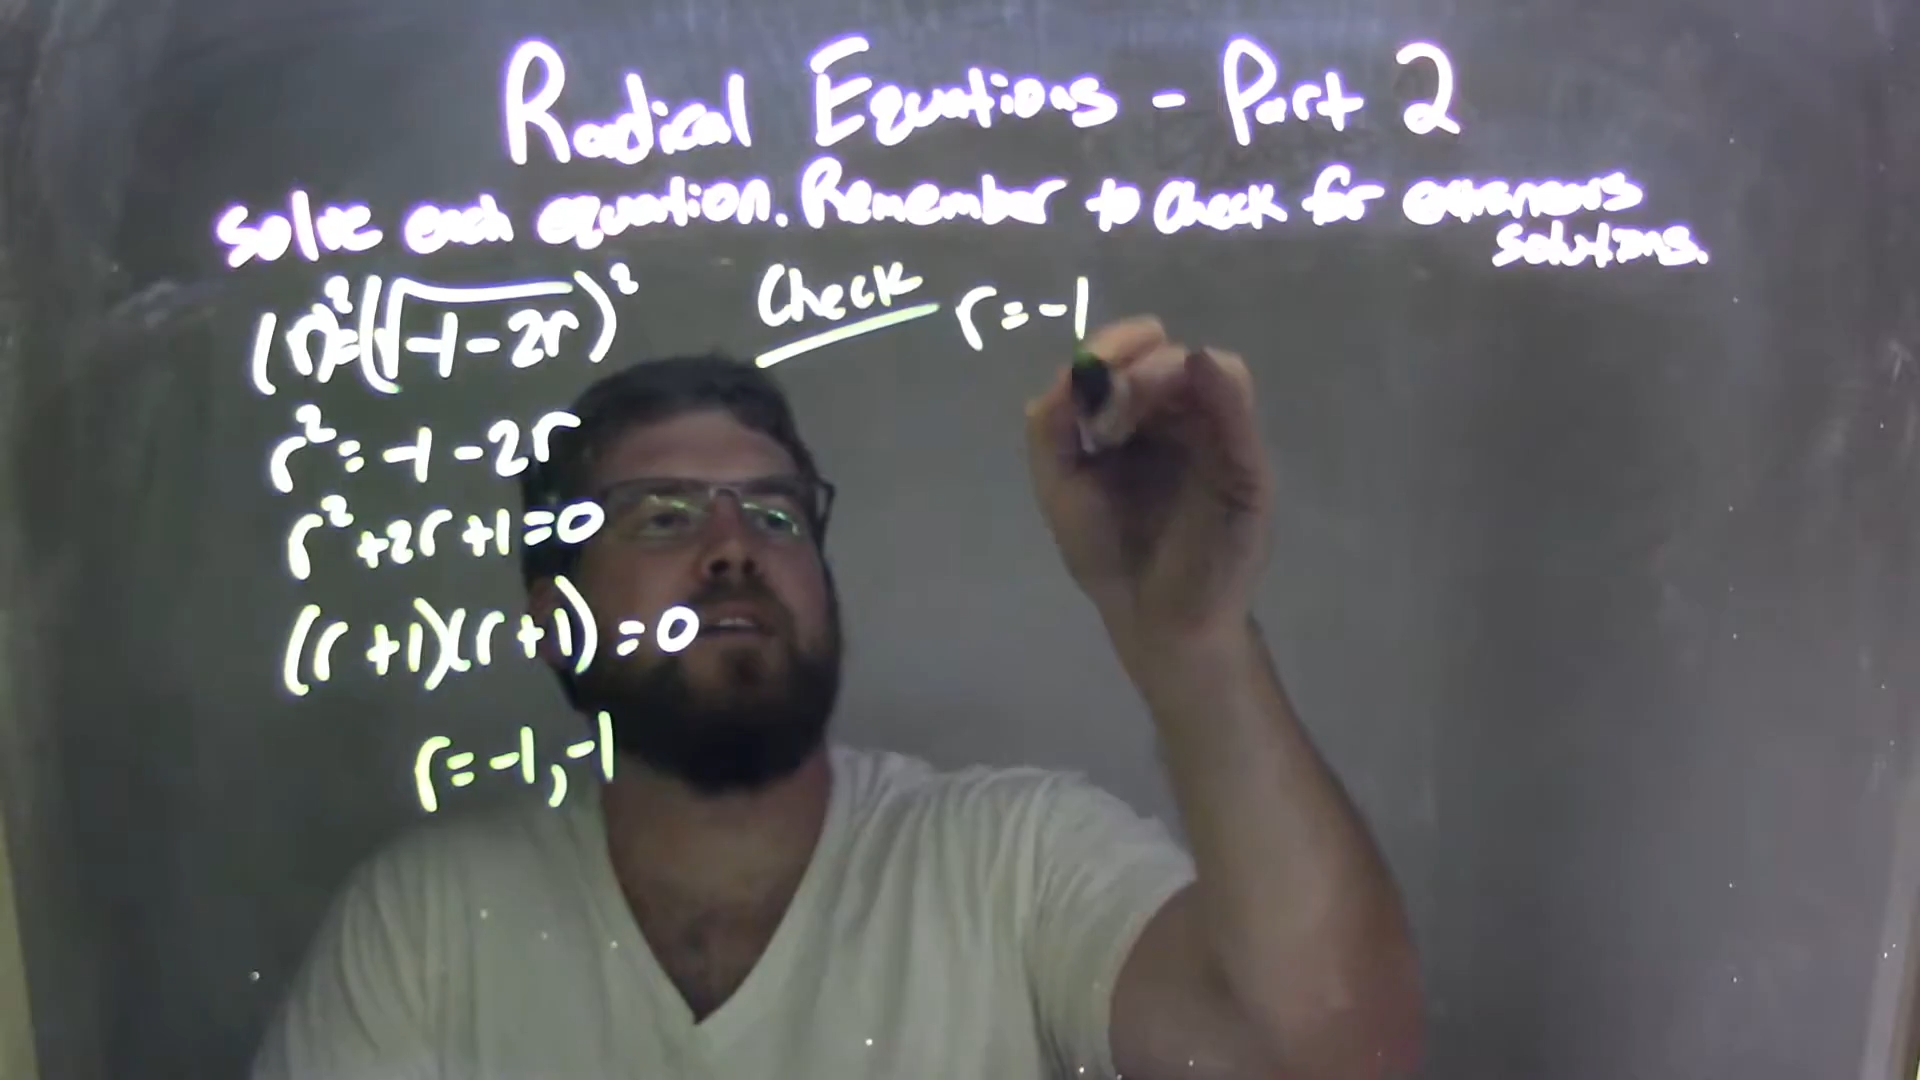 Radical Equations - Part 2
Solve each equation. Remember to check for extraneous
solutions.
(r)²=(√-1-2r)²
Check r=-1
r²=-1-2r
r²+2r+1=0
(r+1)(r+1)=0
r=-1,-1